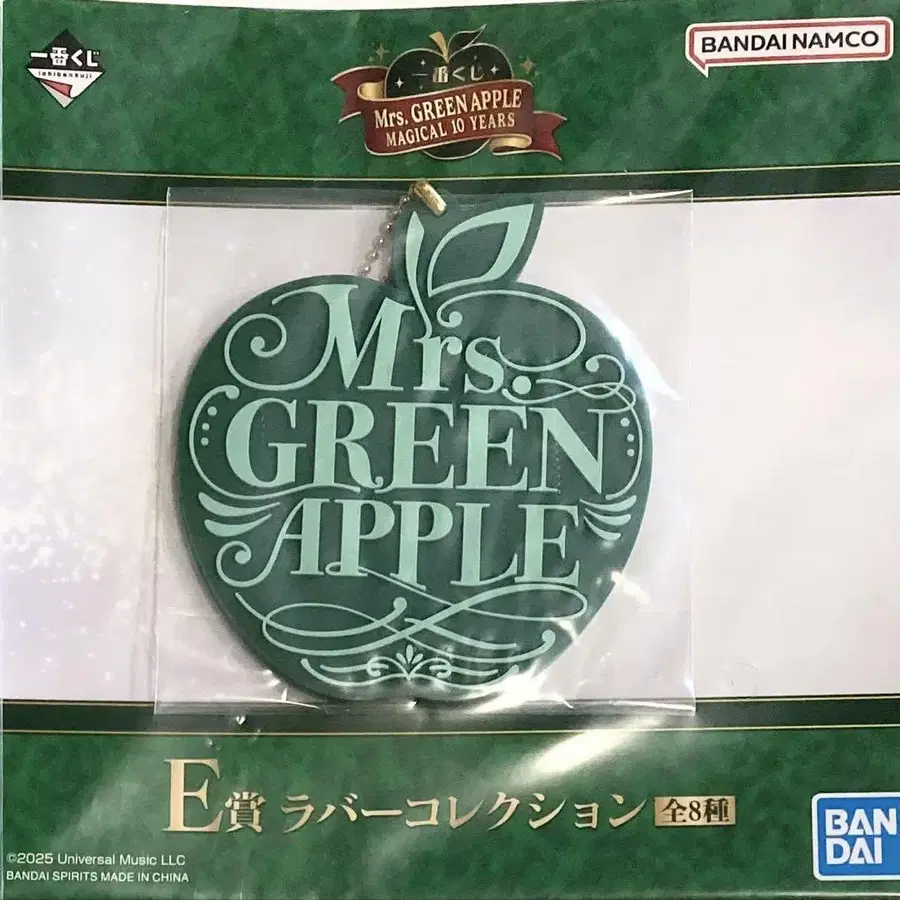 一番くじ
ichibankuji
一番くじ
Mrs. GREEN APPLE
MAGICAL 10 YEARS
BANDAI NAMCO
Mrs.
GREEN
APPLE
E賞 ラバーコレクション 全8種
©2025 Universal Music LLC
BANDAI SPIRITS MADE IN CHINA
BAN
DAI